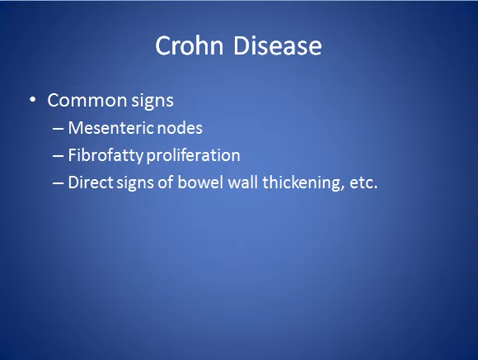 Crohn Disease
• Common signs
– Mesenteric nodes
– Fibrofatty proliferation
– Direct signs of bowel wall thickening, etc.